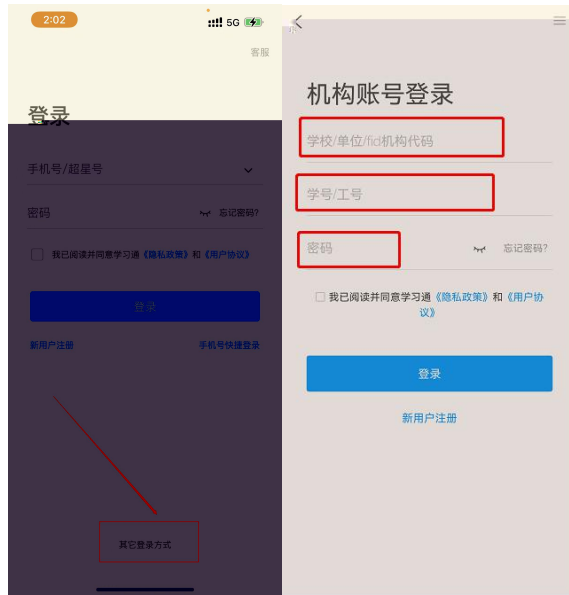 2:02
5G
客服
登录
手机号/超星号
密码
忘记密码?
我已阅读并同意学习通《隐私政策》和《用户协议》
登录
新用户注册
手机号快捷登录
其它登录方式
机构账号登录
学校/单位/fid机构代码
学号/工号
密码
忘记密码?
我已阅读并同意学习通《隐私政策》和《用户协
议》
登录
新用户注册